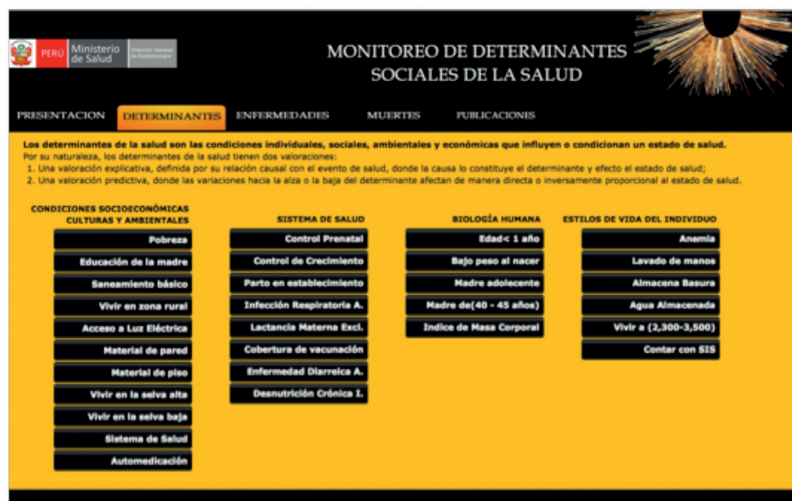 PERÚ
Ministerio
de Salud
Dirección General
de Epidemiología
MONITOREO DE DETERMINANTES
SOCIALES DE LA SALUD
PRESENTACION DETERMINANTES ENFERMEDADES MUERTES PUBLICACIONES
Los determinantes de la salud son las condiciones individuales, sociales, ambientales y económicas que influyen o condicionan un estado de salud.
Por su naturaleza, los determinantes de la salud tienen dos valoraciones:
1. Una valoración explicativa, definida por su relación causal con el evento de salud, donde la causa lo constituye el determinante y efecto el estado de salud;
2. Una valoración predictiva, donde las variaciones hacia la alza o la baja del determinante afectan de manera directa o inversamente proporcional al estado de salud.
CONDICIONES SOCIOECONÓMICAS
CULTURAS Y AMBIENTALES
Pobreza
Educación de la madre
Saneamiento básico
Vivir en zona rural
Acceso a Luz Eléctrica
Material de pared
Material de piso
Vivir en la selva alta
Vivir en la selva baja
Sistema de Salud
Automedicación
SISTEMA DE SALUD
Control Prenatal
Control de Crecimiento
Parto en establecimiento
Infección Respiratoria A.
Lactancia Materna Excl.
Cobertura de vacunación
Enfermedad Diarreica A.
Desnutrición Crónica I.
BIOLOGÍA HUMANA
Edad< 1 año
Bajo peso al nacer
Madre adolecente
Madre de(40 - 45 años)
Indice de Masa Corporal
ESTILOS DE VIDA DEL INDIVIDUO
Anemia
Lavado de manos
Almacena Basura
Agua Almacenada
Vivir a (2,300-3,500)
Contar con SIS